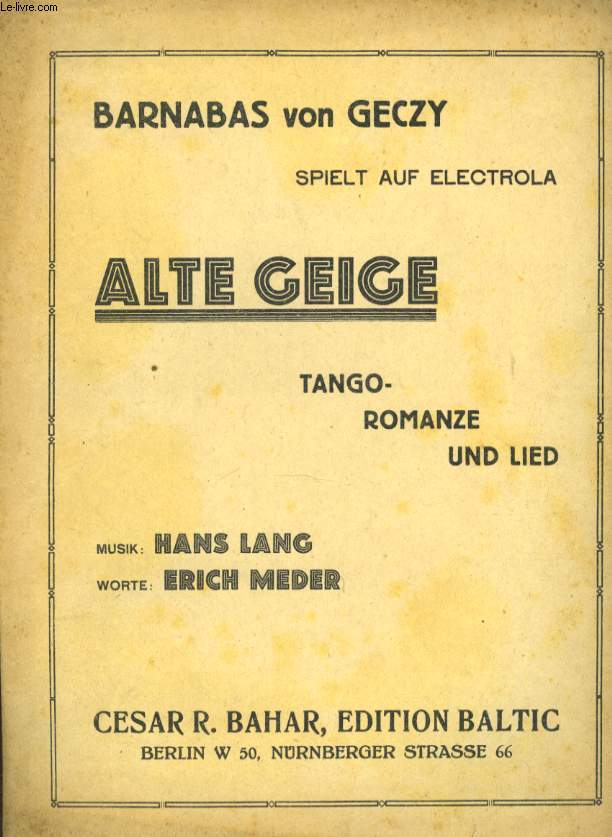 Le-livre.com
BARNABAS von GECZY
SPIELT AUF ELECTROLA
ALTE GEIGE
TANGO-
ROMANZE
UND LIED
MUSIK: HANS LANG
WORTE: ERICH MEDER
CESAR R. BAHAR, EDITION BALTIC
BERLIN W 50, NÜRNBERGER STRASSE 66